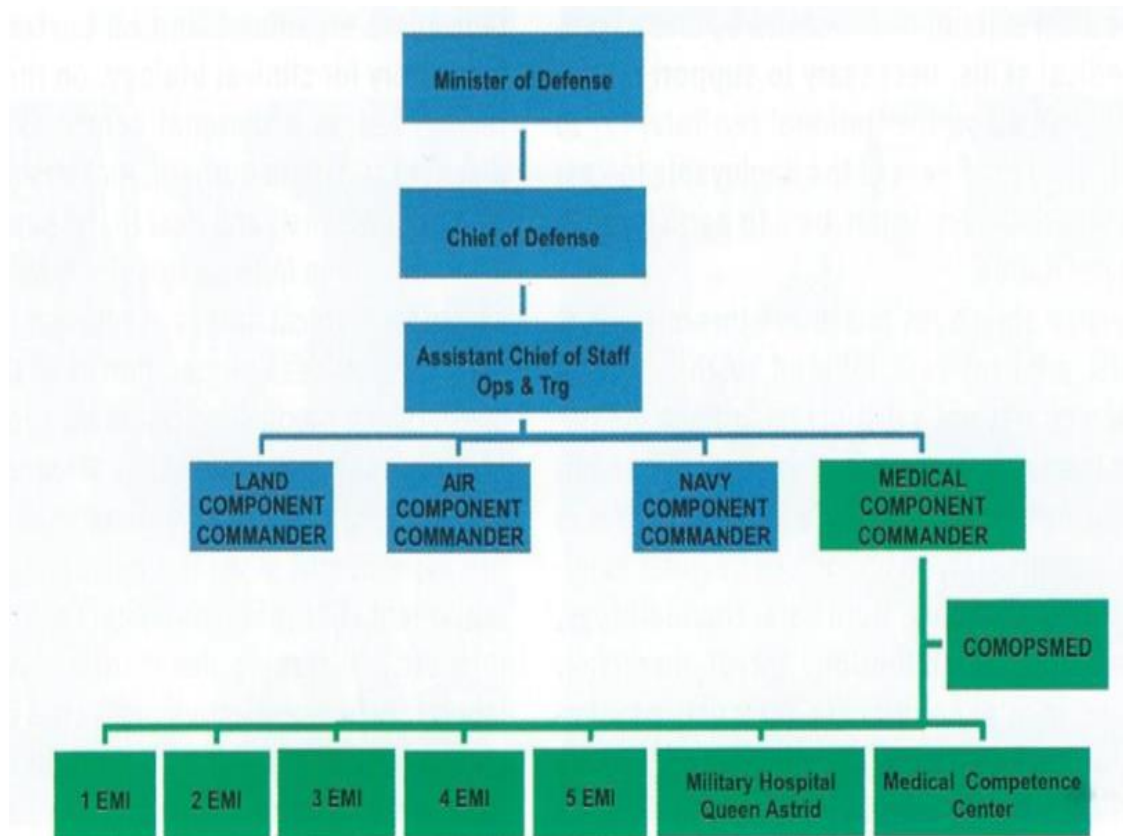 Minister of Defense
Chief of Defense
Assistant Chief of Staff
Ops & Trg
LAND
COMPONENT
COMMANDER
AIR
COMPONENT
COMMANDER
NAVY
COMPONENT
COMMANDER
MEDICAL
COMPONENT
COMMANDER
COMOPSMED
1 EMI
2 EMI
3 EMI
4 EMI
5 EMI
Military Hospital
Queen Astrid
Medical Competence
Center